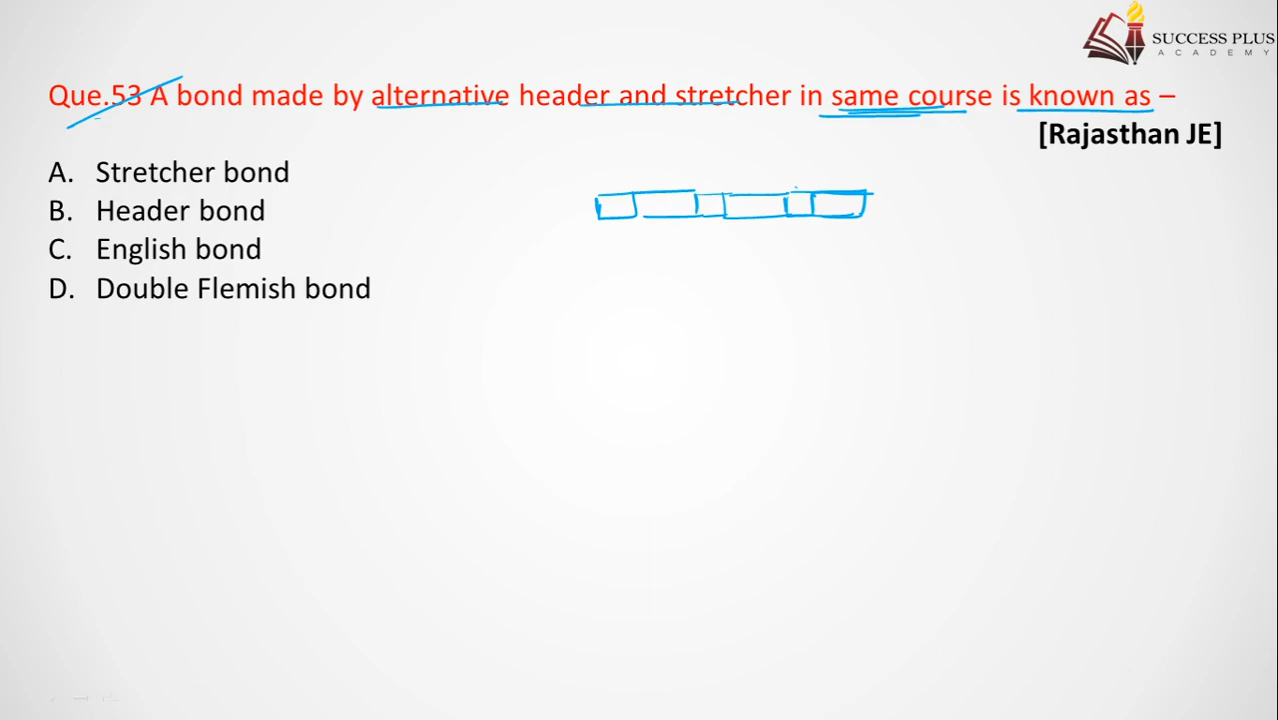 SUCCESS PLUS
ACADEMY
Que.53 A bond made by alternative header and stretcher in same course is known as –
[Rajasthan JE]
A. Stretcher bond
B. Header bond
C. English bond
D. Double Flemish bond